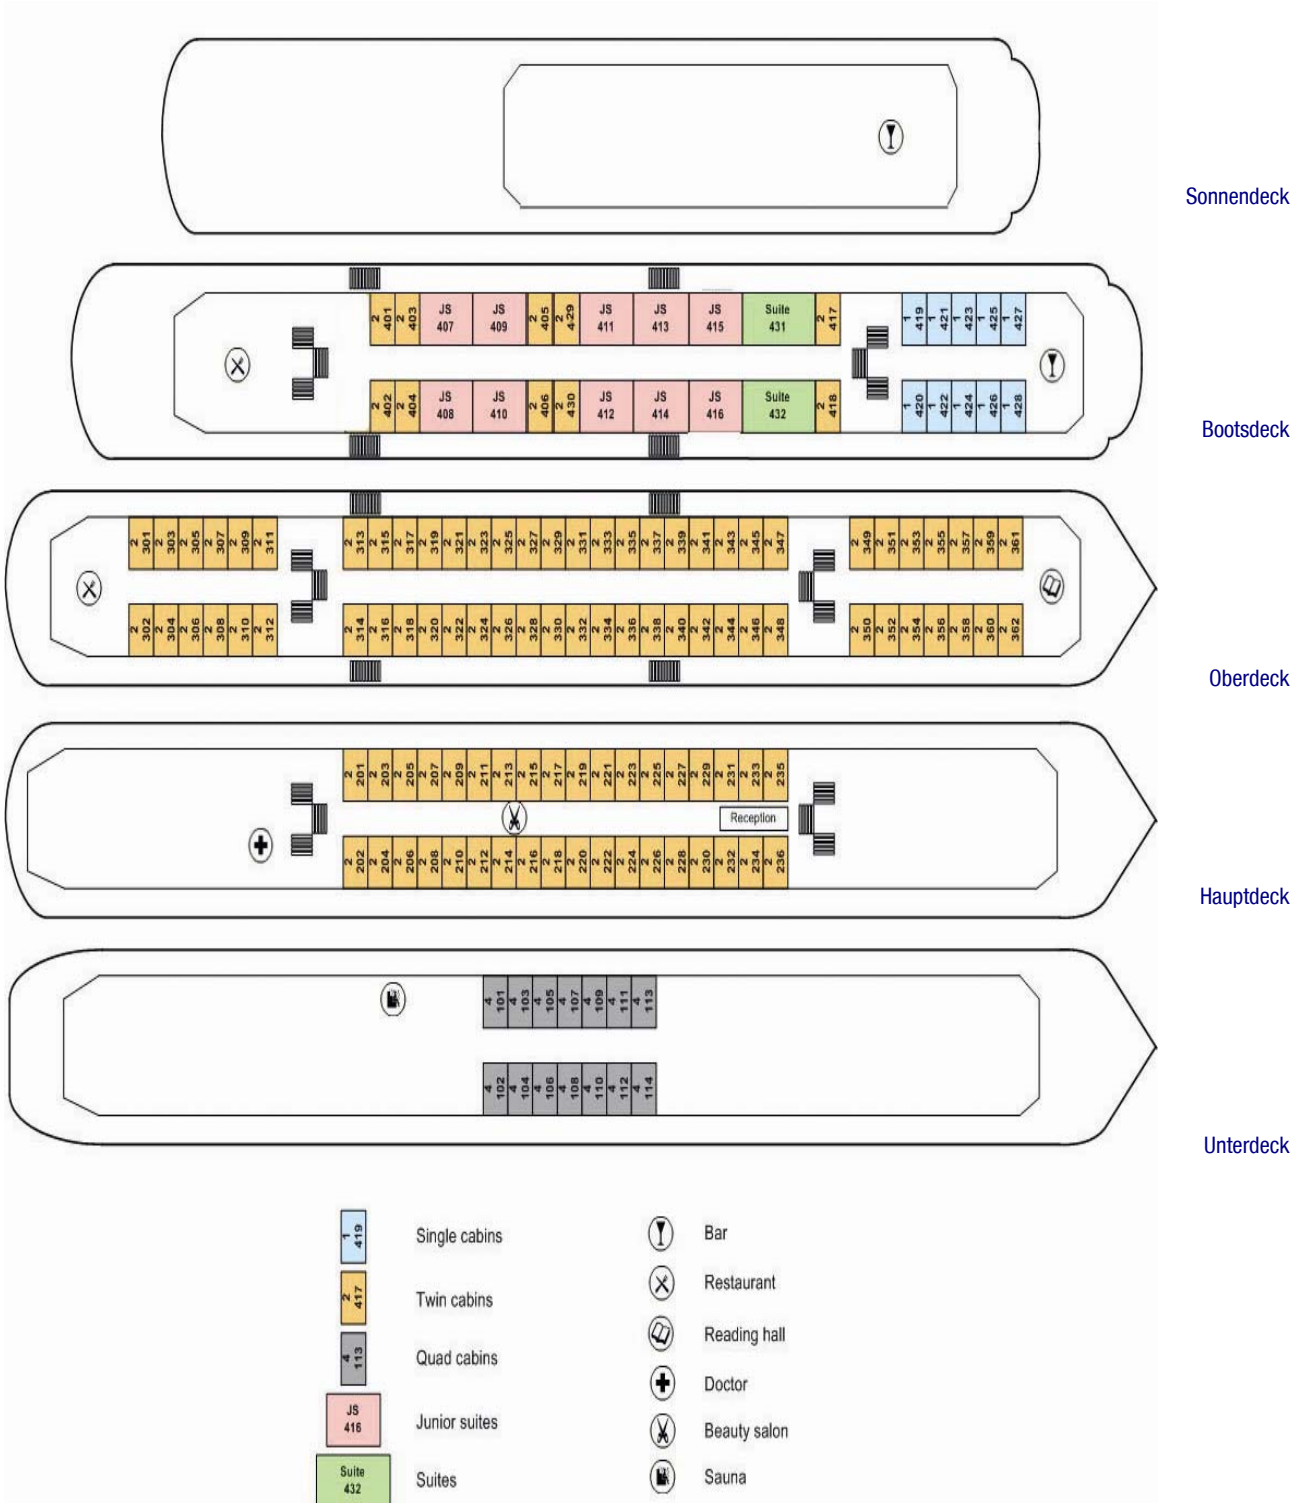 Sonnendeck
2 401 2 403 JS 407 JS 409 2 405 2 429 JS 411 JS 413 JS 415 Suite 431 2 417 1 419 1 421 1 423 1 425 1 427
2 402 2 404 JS 408 JS 410 2 406 2 430 JS 412 JS 414 JS 416 Suite 432 2 418 1 420 1 422 1 424 1 426 1 428
Bootsdeck
2 301 2 303 2 305 2 307 2 309 2 311 2 313 2 315 2 317 2 319 2 321 2 323 2 325 2 327 2 329 2 331 2 333 2 335 2 337 2 339 2 341 2 343 2 345 2 347 2 349 2 351 2 353 2 355 2 357 2 359 2 361
2 302 2 304 2 306 2 308 2 310 2 312 2 314 2 316 2 318 2 320 2 322 2 324 2 326 2 328 2 330 2 332 2 334 2 336 2 338 2 340 2 342 2 344 2 346 2 348 2 350 2 352 2 354 2 356 2 358 2 360 2 362
Oberdeck
2 201 2 203 2 205 2 207 2 209 2 211 2 213 2 215 2 217 2 219 2 221 2 223 2 225 2 227 2 229 2 231 2 233 2 235
Reception
2 202 2 204 2 206 2 208 2 210 2 212 2 214 2 216 2 218 2 220 2 222 2 224 2 226 2 228 2 230 2 232 2 234 2 236
Hauptdeck
4 101 4 103 4 105 4 107 4 109 4 111 4 113
4 102 4 104 4 106 4 108 4 110 4 112 4 114
Unterdeck
1 419 Single cabins
2 417 Twin cabins
4 113 Quad cabins
JS 416 Junior suites
Suite 432 Suites
Bar
Restaurant
Reading hall
Doctor
Beauty salon
Sauna